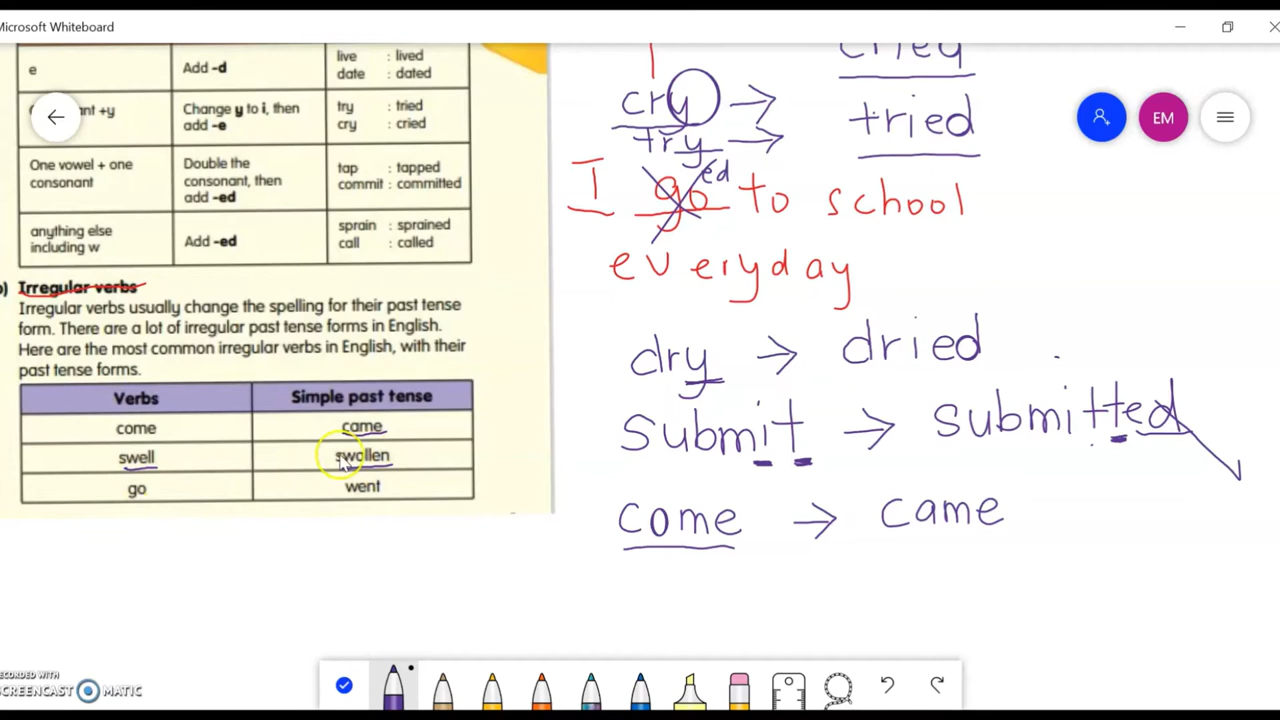 Microsoft Whiteboard
e
Add -d
live : lived
date : dated
nt +y
Change y to i, then
add -e
try : tried
cry : cried
One vowel + one
consonant
Double the
consonant, then
add -ed
tap : tapped
commit : committed
anything else
including w
Add -ed
sprain : sprained
call : called
) Irregular verbs
Irregular verbs usually change the spelling for their past tense
form. There are a lot of irregular past tense forms in English.
Here are the most common irregular verbs in English, with their
past tense forms.
Verbs Simple past tense
come came
swell swollen
go went
cried
cry →
tried
try →
ed
I go to school
everyday
dry → dried
Submit → submitted
come → came
EM
RECORDED WITH
SCREENCAST MATIC